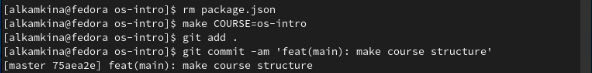 [alkamkina@fedora os-intro]$ rm package.json
[alkamkina@fedora os-intro]$ make COURSE=os-intro
[alkamkina@fedora os-intro]$ git add .
[alkamkina@fedora os-intro]$ git commit -am 'feat(main): make course structure'
[master 75aea2e] feat(main): make course structure